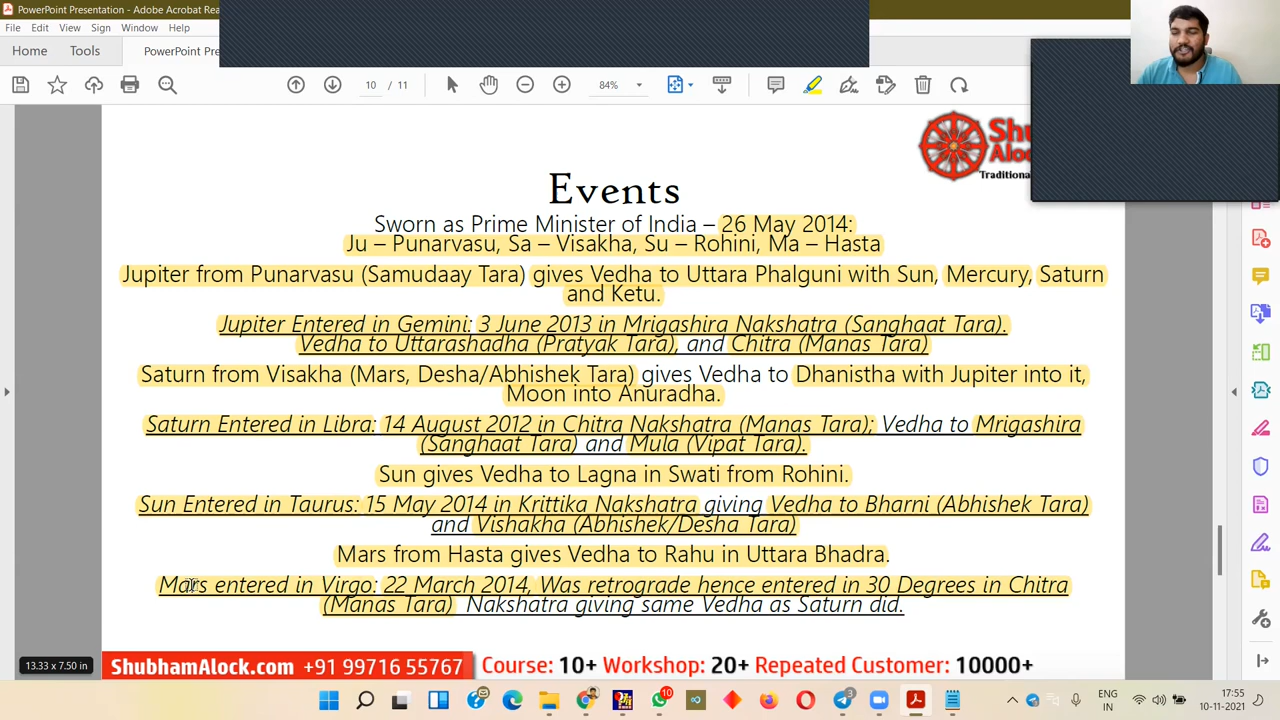 PowerPoint Presentation - Adobe Acrobat Rea
File Edit View Sign Window Help
Home Tools PowerPoint Pre
10 / 11 84%
Traditional
Events
Sworn as Prime Minister of India – 26 May 2014:
Ju – Punarvasu, Sa – Visakha, Su – Rohini, Ma – Hasta
Jupiter from Punarvasu (Samudaay Tara) gives Vedha to Uttara Phalguni with Sun, Mercury, Saturn
and Ketu.
Jupiter Entered in Gemini: 3 June 2013 in Mrigashira Nakshatra (Sanghaat Tara).
Vedha to Uttarashadha (Pratyak Tara), and Chitra (Manas Tara)
Saturn from Visakha (Mars, Desha/Abhishek Tara) gives Vedha to Dhanistha with Jupiter into it,
Moon into Anuradha.
Saturn Entered in Libra: 14 August 2012 in Chitra Nakshatra (Manas Tara); Vedha to Mrigashira
(Sanghaat Tara) and Mula (Vipat Tara).
Sun gives Vedha to Lagna in Swati from Rohini.
Sun Entered in Taurus: 15 May 2014 in Krittika Nakshatra giving Vedha to Bharni (Abhishek Tara)
and Vishakha (Abhishek/Desha Tara)
Mars from Hasta gives Vedha to Rahu in Uttara Bhadra.
Mars entered in Virgo: 22 March 2014, Was retrograde hence entered in 30 Degrees in Chitra
(Manas Tara) Nakshatra giving same Vedha as Saturn did.
13.33 x 7.50 in
ShubhamAlock.com +91 99716 55767 Course: 10+ Workshop: 20+ Repeated Customer: 10000+
10
3
ENG 17:55
IN 10-11-2021